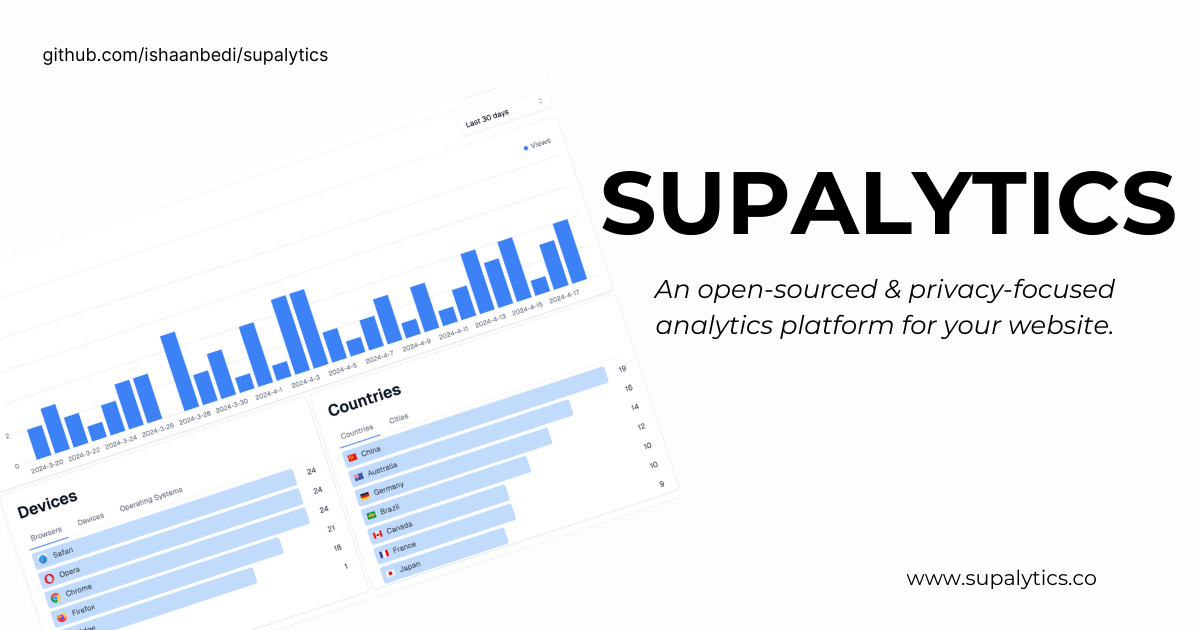 github.com/ishaanbedi/supalytics
Last 30 days
Views
SUPALYTICS
An open-sourced & privacy-focused
analytics platform for your website.
2
0
2024-3-20
2024-3-22
2024-3-24
2024-3-26
2024-3-28
2024-3-30
2024-4-1
2024-4-3
2024-4-5
2024-4-7
2024-4-9
2024-4-11
2024-4-13
2024-4-15
2024-4-17
Devices
Browsers Devices Operating Systems
Safari 24
Opera 24
Chrome 24
Firefox 21
18
1
Countries
Countries Cities
China 19
Australia 16
Germany 14
Brazil 12
Canada 10
France 10
Japan 9
www.supalytics.co